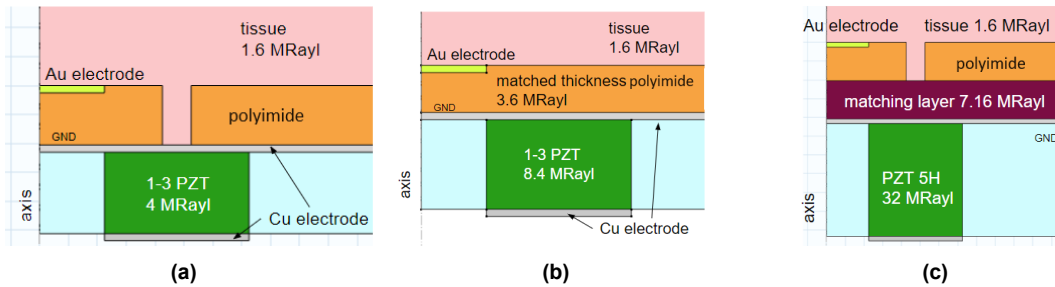 tissue
1.6 MRayl
Au electrode
polyimide
GND
1-3 PZT
4 MRayl
Cu electrode
axis
(a)
tissue
1.6 MRayl
Au electrode
matched thickness polyimide
3.6 MRayl
GND
1-3 PZT
8.4 MRayl
Cu electrode
axis
(b)
Au electrode
tissue 1.6 MRayl
polyimide
matching layer 7.16 MRayl
GND
PZT 5H
32 MRayl
axis
(c)